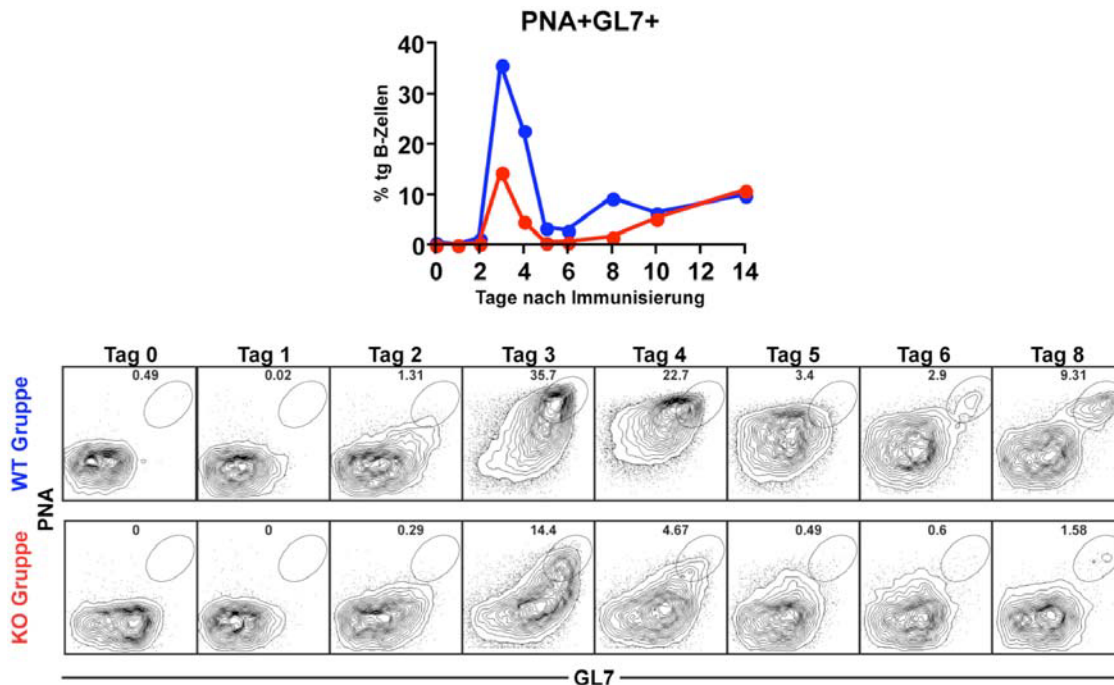 PNA+GL7+
40
30
20
10
0
% tg B-Zellen
0 2 4 6 8 10 12 14
Tage nach Immunisierung
Tag 0 Tag 1 Tag 2 Tag 3 Tag 4 Tag 5 Tag 6 Tag 8
WT Gruppe
0.49 0.02 1.31 35.7 22.7 3.4 2.9 9.31
PNA
KO Gruppe
0 0 0.29 14.4 4.67 0.49 0.6 1.58
GL7